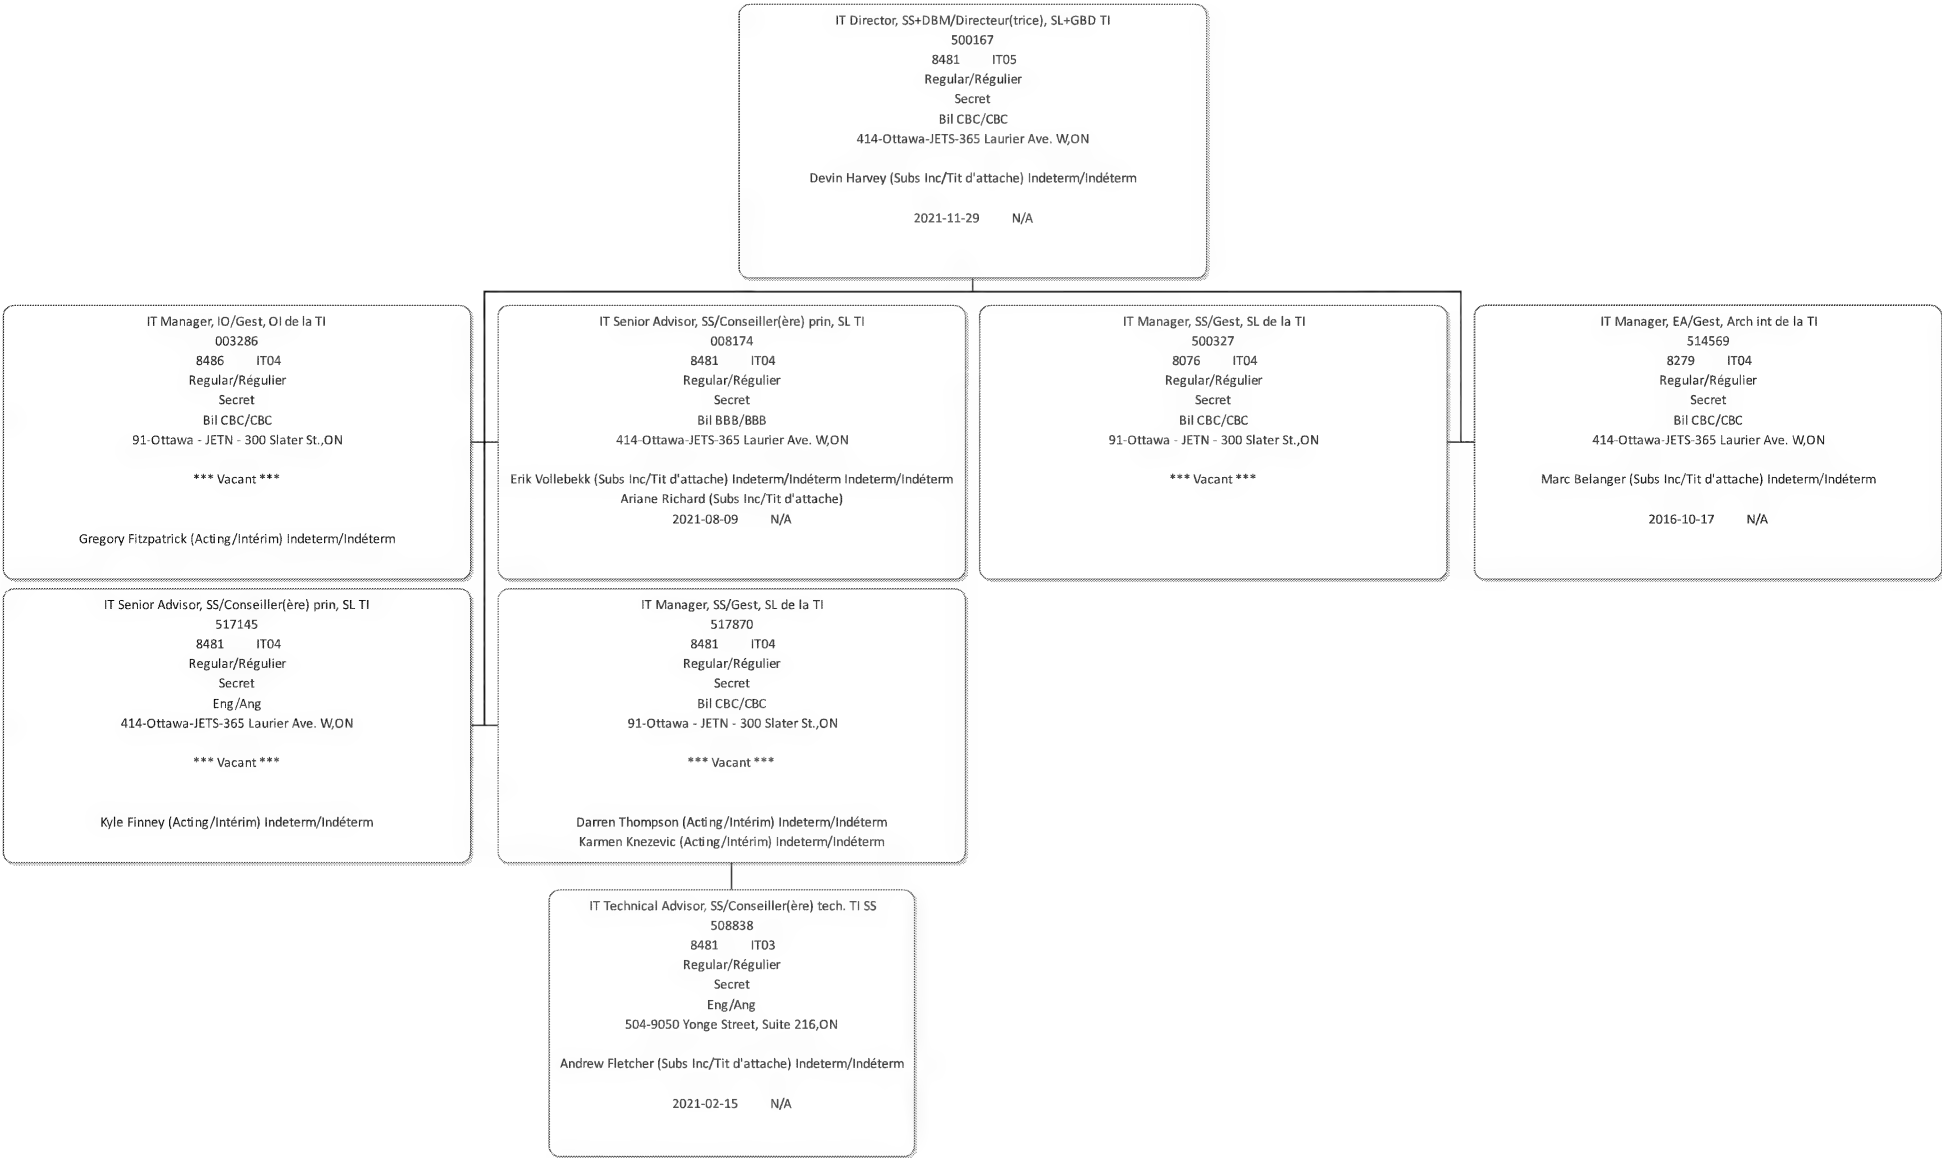 IT Director, SS+DBM/Directeur(trice), SL+GBD TI
500167
8481 IT05
Regular/Régulier
Secret
Bil CBC/CBC
414-Ottawa-JETS-365 Laurier Ave. W,ON
Devin Harvey (Subs Inc/Tit d'attache) Indeterm/Indéterm
2021-11-29 N/A
IT Manager, IO/Gest, OI de la TI
003286
8486 IT04
Regular/Régulier
Secret
Bil CBC/CBC
91-Ottawa - JETN - 300 Slater St.,ON
*** Vacant ***
Gregory Fitzpatrick (Acting/Intérim) Indeterm/Indéterm
IT Senior Advisor, SS/Conseiller(ère) prin, SL TI
008174
8481 IT04
Regular/Régulier
Secret
Bil BBB/BBB
414-Ottawa-JETS-365 Laurier Ave. W,ON
Erik Vollebekk (Subs Inc/Tit d'attache) Indeterm/Indéterm Indeterm/Indéterm
Ariane Richard (Subs Inc/Tit d'attache)
2021-08-09 N/A
IT Manager, SS/Gest, SL de la TI
500327
8076 IT04
Regular/Régulier
Secret
Bil CBC/CBC
91-Ottawa - JETN - 300 Slater St.,ON
*** Vacant ***
IT Manager, EA/Gest, Arch int de la TI
514569
8279 IT04
Regular/Régulier
Secret
Bil CBC/CBC
414-Ottawa-JETS-365 Laurier Ave. W,ON
Marc Belanger (Subs Inc/Tit d'attache) Indeterm/Indéterm
2016-10-17 N/A
IT Senior Advisor, SS/Conseiller(ère) prin, SL TI
517145
8481 IT04
Regular/Régulier
Secret
Eng/Ang
414-Ottawa-JETS-365 Laurier Ave. W,ON
*** Vacant ***
Kyle Finney (Acting/Intérim) Indeterm/Indéterm
IT Manager, SS/Gest, SL de la TI
517870
8481 IT04
Regular/Régulier
Secret
Bil CBC/CBC
91-Ottawa - JETN - 300 Slater St.,ON
*** Vacant ***
Darren Thompson (Acting/Intérim) Indeterm/Indéterm
Karmen Knezevic (Acting/Intérim) Indeterm/Indéterm
IT Technical Advisor, SS/Conseiller(ère) tech. TI SS
508838
8481 IT03
Regular/Régulier
Secret
Eng/Ang
504-9050 Yonge Street, Suite 216,ON
Andrew Fletcher (Subs Inc/Tit d'attache) Indeterm/Indéterm
2021-02-15 N/A